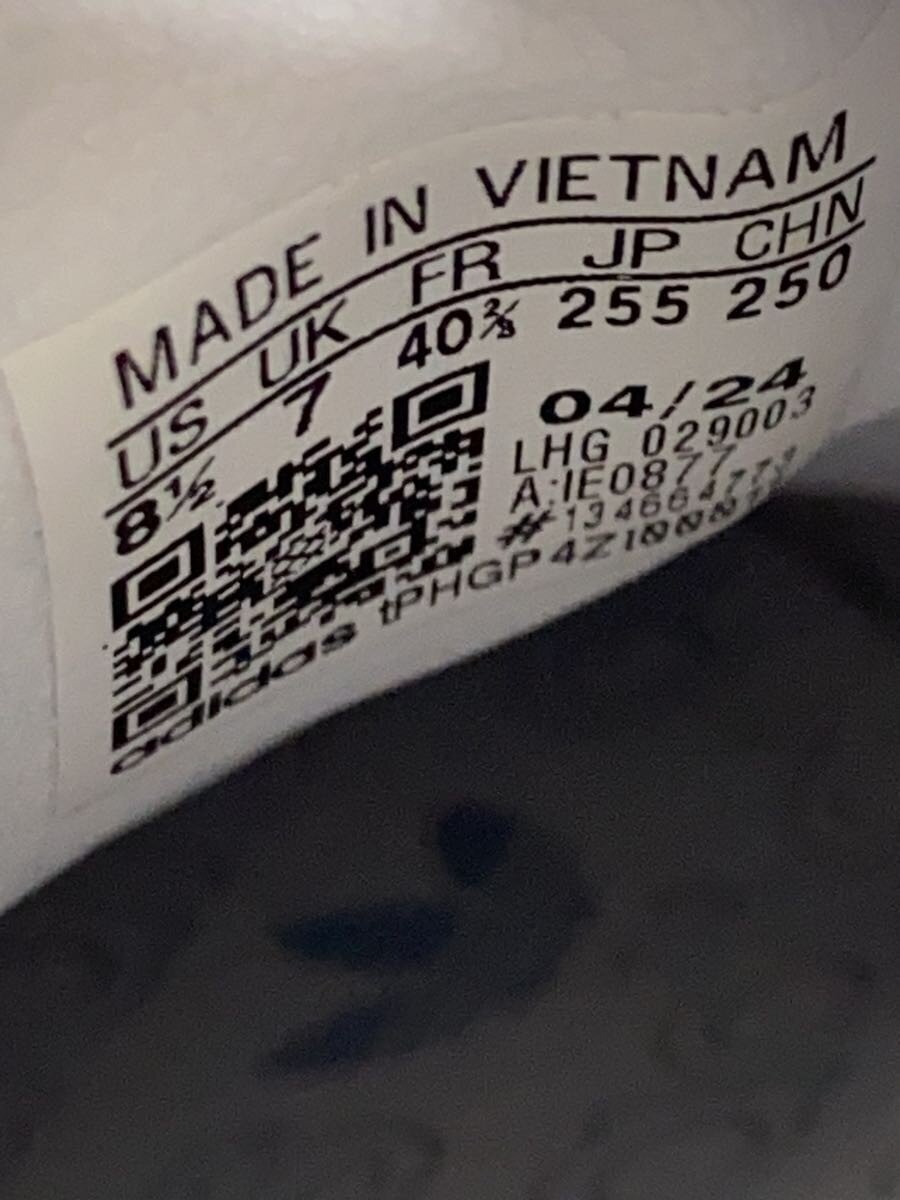 MADE IN VIETNAM
US UK FR JP CHN
8½ 7 40⅔ 255 250
04/24
LHG 029003
A:IE0877
adidas